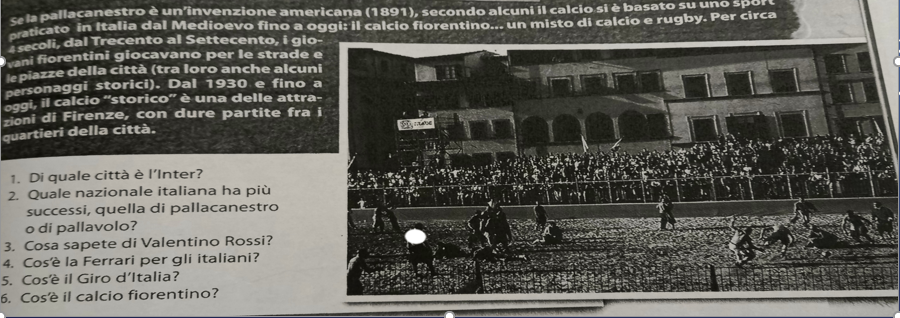 Se la pallacanestro è un'invenzione americana (1891), secondo alcuni il calcio si è basato su uno sport
praticato in Italia dal Medioevo fino a oggi: il calcio fiorentino... un misto di calcio e rugby. Per circa
4 secoli, dal Trecento al Settecento, i gio-
vani fiorentini giocavano per le strade e
le piazze della città (tra loro anche alcuni
personaggi storici). Dal 1930 e fino a
oggi, il calcio "storico" è una delle attra-
zioni di Firenze, con dure partite fra i
quartieri della città.
1. Di quale città è l'Inter?
2. Quale nazionale italiana ha più
successi, quella di pallacanestro
o di pallavolo?
3. Cosa sapete di Valentino Rossi?
4. Cos'è la Ferrari per gli italiani?
5. Cos'è il Giro d'Italia?
6. Cos'è il calcio fiorentino?